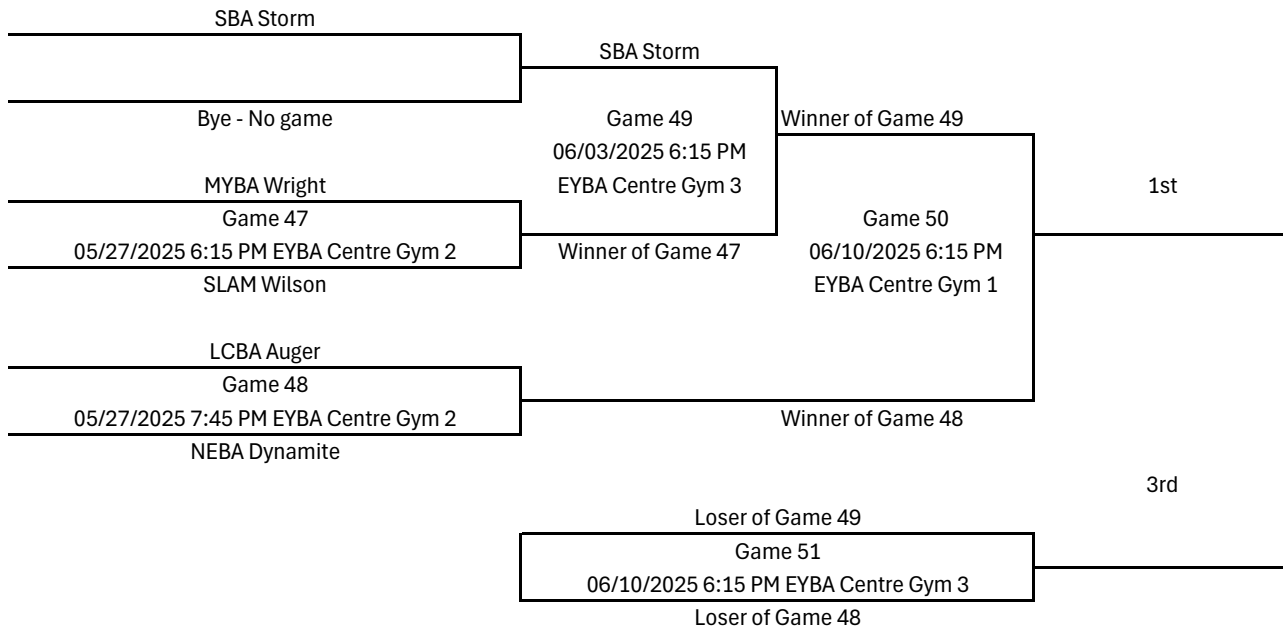 SBA Storm
SBA Storm
Bye - No game
Game 49
Winner of Game 49
06/03/2025 6:15 PM
MYBA Wright
EYBA Centre Gym 3
1st
Game 47
Game 50
05/27/2025 6:15 PM EYBA Centre Gym 2
Winner of Game 47
06/10/2025 6:15 PM
SLAM Wilson
EYBA Centre Gym 1
LCBA Auger
Game 48
05/27/2025 7:45 PM EYBA Centre Gym 2
Winner of Game 48
NEBA Dynamite
3rd
Loser of Game 49
Game 51
06/10/2025 6:15 PM EYBA Centre Gym 3
Loser of Game 48